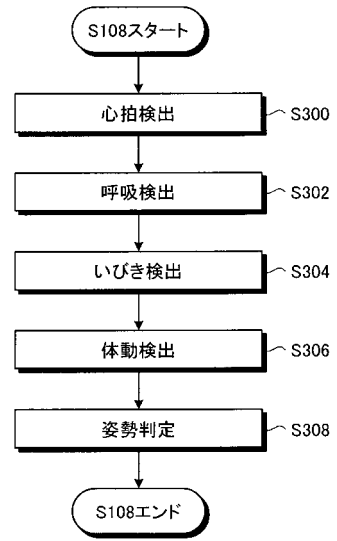 S108スタート
心拍検出 S300
呼吸検出 S302
いびき検出 S304
体動検出 S306
姿勢判定 S308
S108エンド